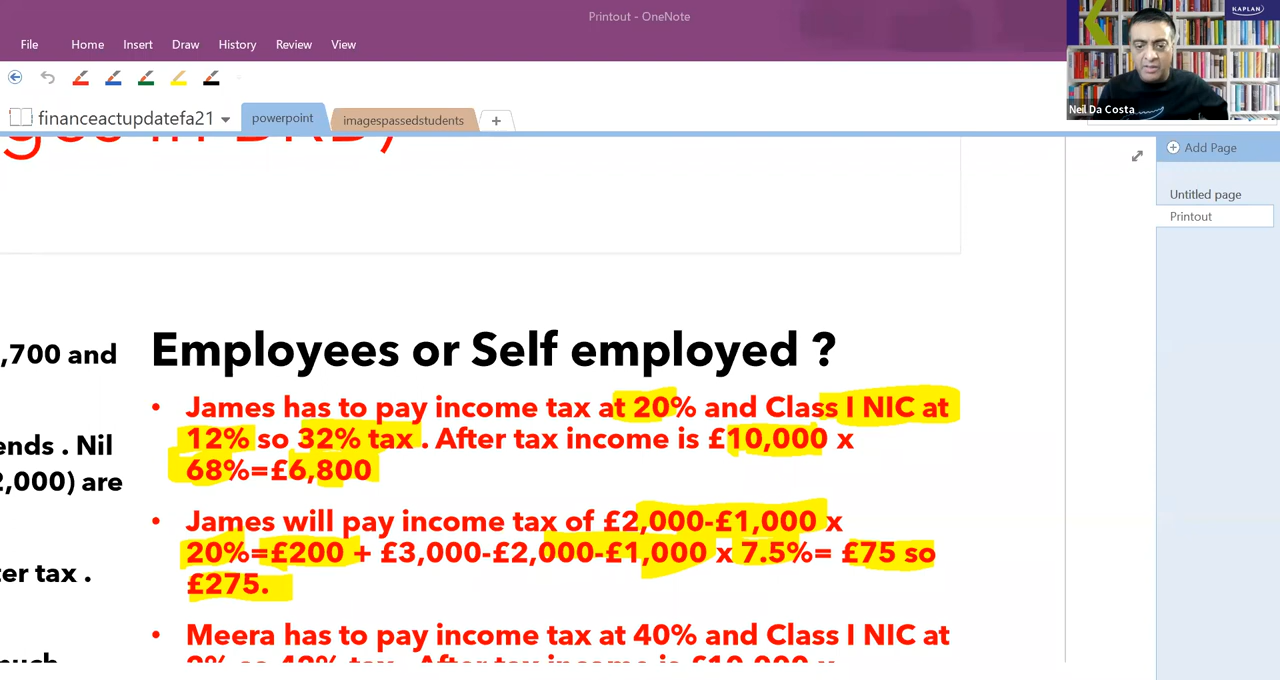 Printout - OneNote
KAPLAN
File Home Insert Draw History Review View
Neil Da Costa
financeactupdatefa21 powerpoint imagespassedstudents +
Add Page
Untitled page
Printout
,700 and
ends . Nil
2,000) are
er tax .
Employees or Self employed ?
• James has to pay income tax at 20% and Class I NIC at
12% so 32% tax . After tax income is £10,000 x
68%=£6,800
• James will pay income tax of £2,000-£1,000 x
20%=£200 + £3,000-£2,000-£1,000 x 7.5%= £75 so
£275.
• Meera has to pay income tax at 40% and Class I NIC at